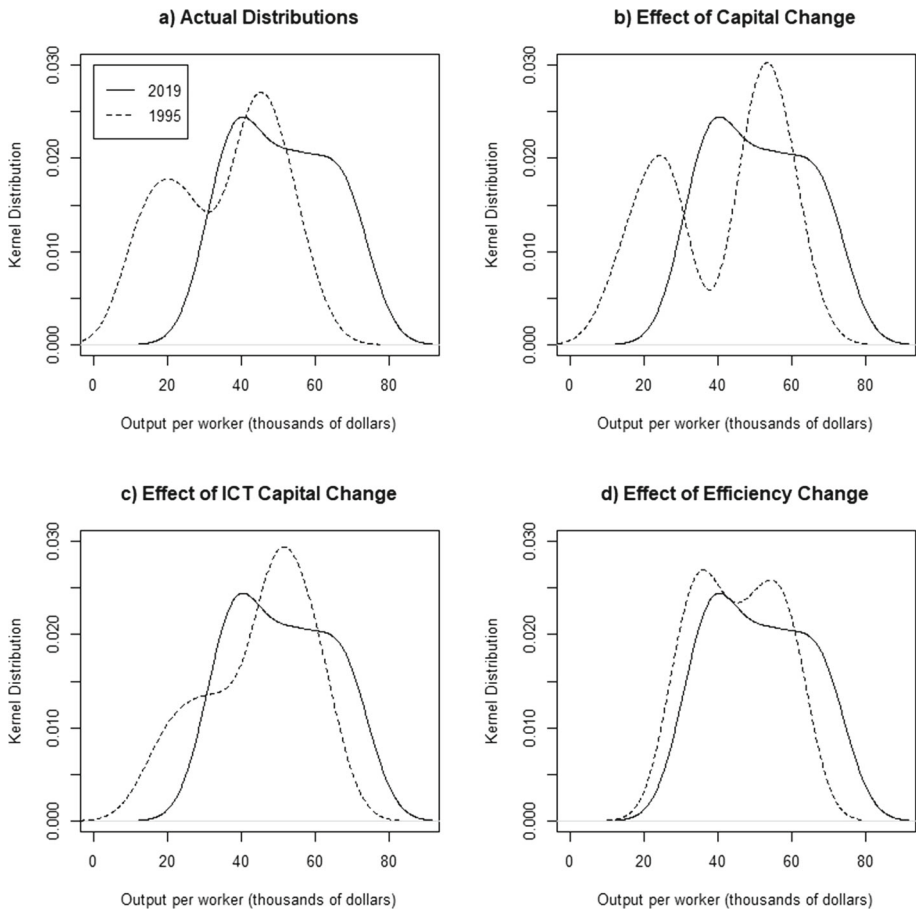 a) Actual Distributions
Kernel Distribution
0.000 0.010 0.020 0.030
2019
1995
0 20 40 60 80
Output per worker (thousands of dollars)
b) Effect of Capital Change
Kernel Distribution
0.000 0.010 0.020 0.030
0 20 40 60 80
Output per worker (thousands of dollars)
c) Effect of ICT Capital Change
Kernel Distribution
0.000 0.010 0.020 0.030
0 20 40 60 80
Output per worker (thousands of dollars)
d) Effect of Efficiency Change
Kernel Distribution
0.000 0.010 0.020 0.030
0 20 40 60 80
Output per worker (thousands of dollars)